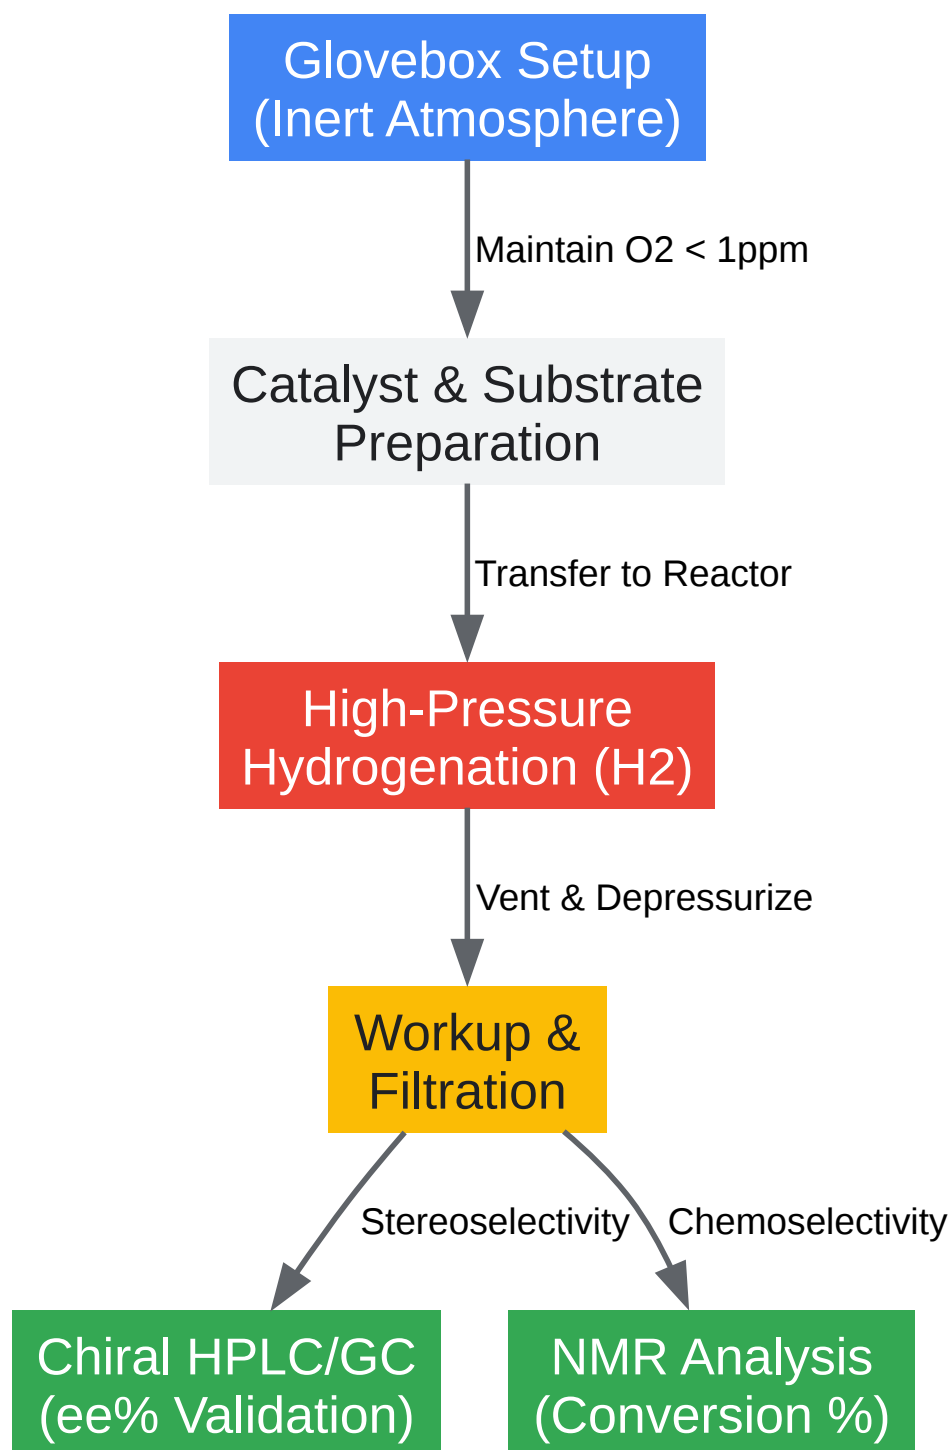 Glovebox Setup
(Inert Atmosphere)
Maintain O2 < 1ppm
Catalyst & Substrate
Preparation
Transfer to Reactor
High-Pressure
Hydrogenation (H2)
Vent & Depressurize
Workup &
Filtration
Stereoselectivity
Chemoselectivity
Chiral HPLC/GC
(ee% Validation)
NMR Analysis
(Conversion %)